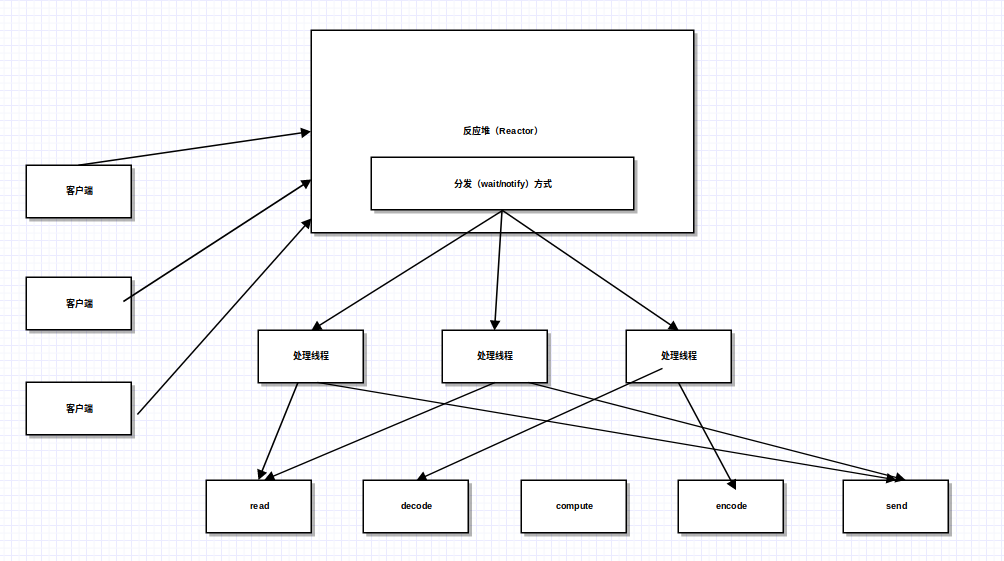 反应堆（Reactor）
分发（wait/notify）方式
客户端
客户端
客户端
处理线程
处理线程
处理线程
read
decode
compute
encode
send